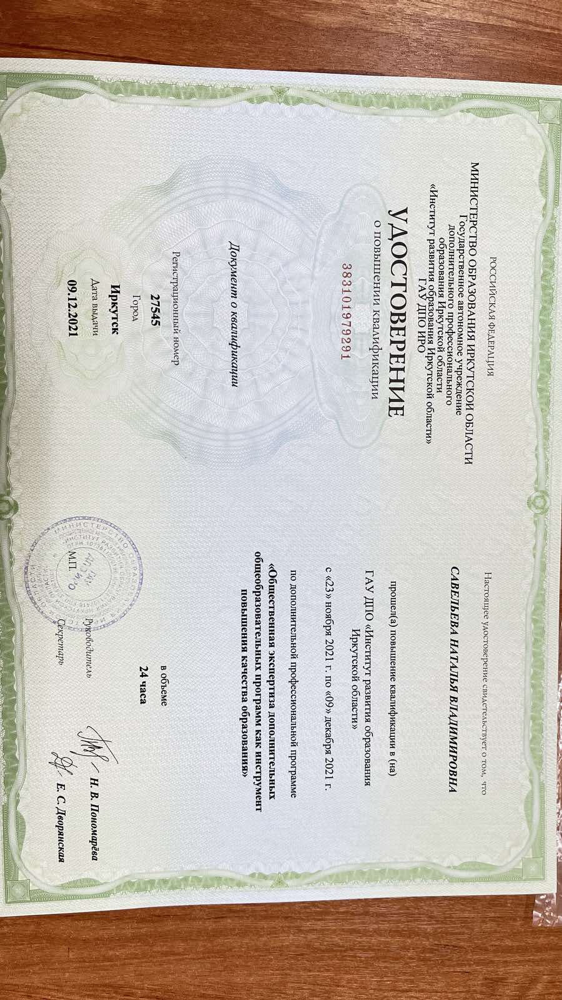 РОССИЙСКАЯ ФЕДЕРАЦИЯ
МИНИСТЕРСТВО ОБРАЗОВАНИЯ ИРКУТСКОЙ ОБЛАСТИ
Государственное автономное учреждение
дополнительного профессионального
образования Иркутской области
«Институт развития образования Иркутской области»
ГАУ ДПО ИРО
УДОСТОВЕРЕНИЕ
о повышении квалификации
383101979291
Документ о квалификации
Регистрационный номер
27545
Город
Иркутск
Дата выдачи
09.12.2021
Настоящее удостоверение свидетельствует о том, что
САВЕЛЬЕВА НАТАЛЬЯ ВЛАДИМИРОВНА
прошел(а) повышение квалификации в (на)
ГАУ ДПО «Институт развития образования
Иркутской области»
с «23» ноября 2021 г. по «09» декабря 2021 г.
по дополнительной профессиональной программе
«Общественная экспертиза дополнительных
общеобразовательных программ как инструмент
повышения качества образования»
в объеме
24 часа
М.П.
Руководитель
Н. В. Пономарёва
Секретарь
Е. С. Дворянская